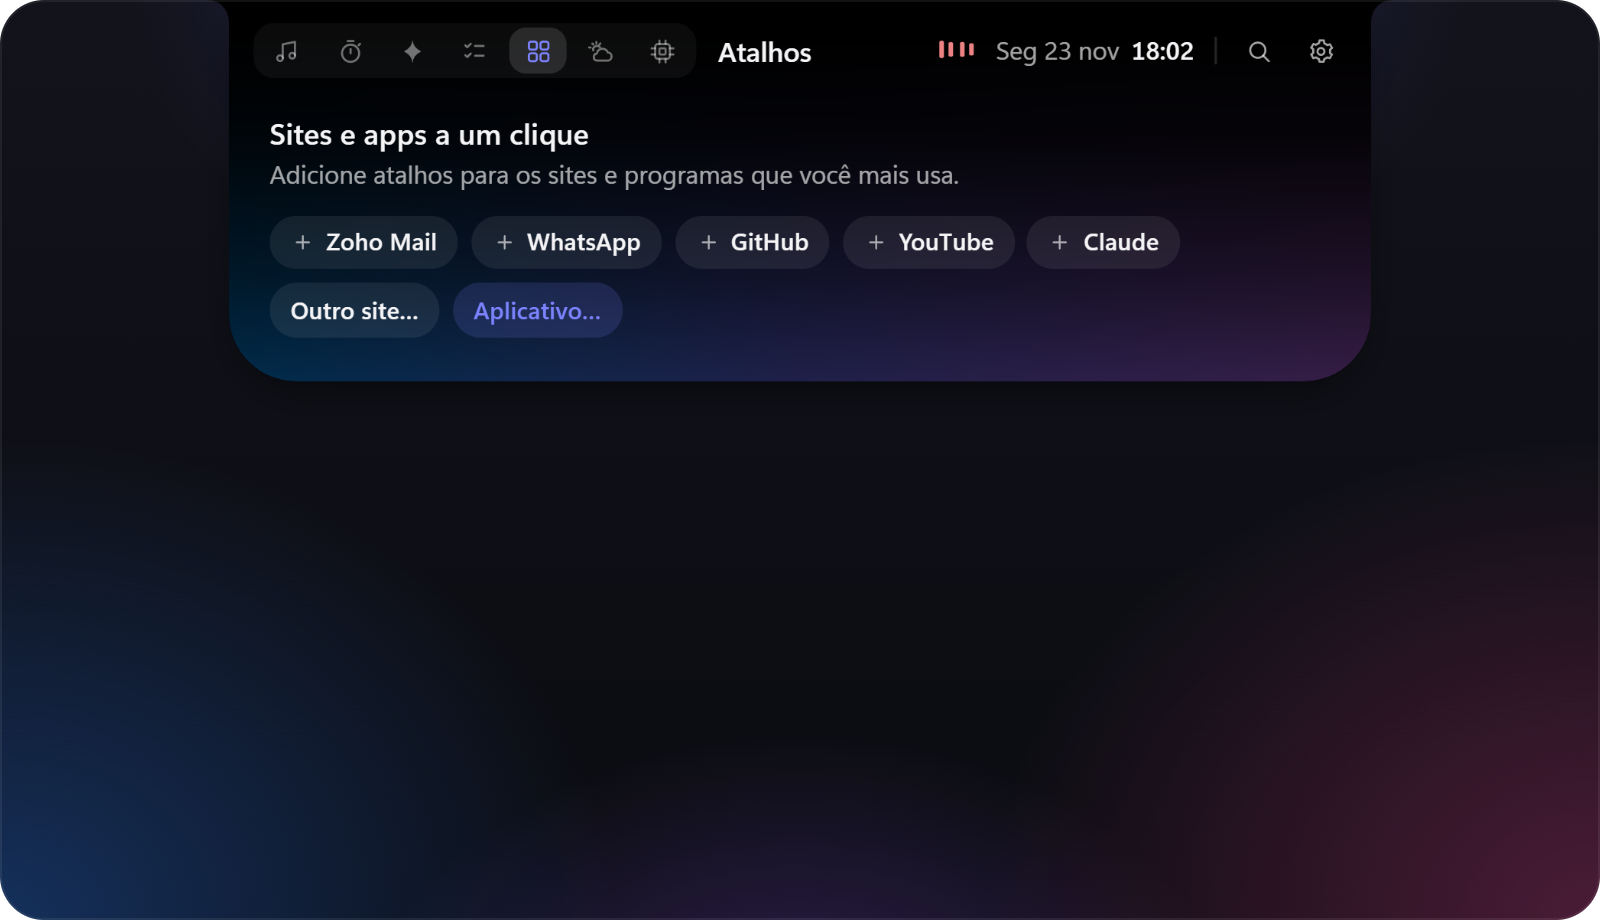 Atalhos
Seg 23 nov 18:02
Sites e apps a um clique
Adicione atalhos para os sites e programas que você mais usa.
+ Zoho Mail
+ WhatsApp
+ GitHub
+ YouTube
+ Claude
Outro site...
Aplicativo...